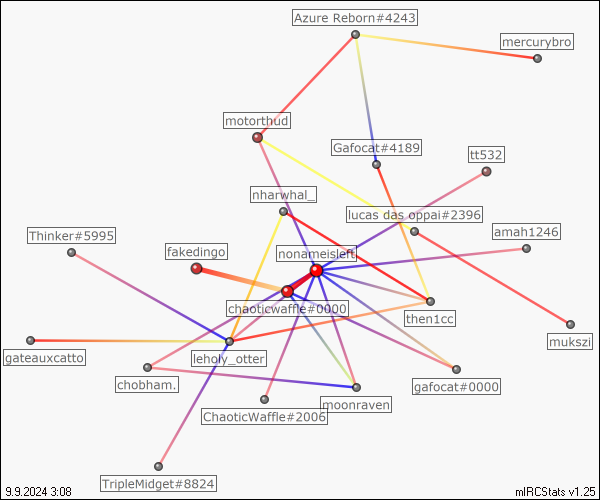 Azure Reborn#4243
mercurybro
motorthud
Gafocat#4189
tt532
nharwhal_
lucas das oppai#2396
amah1246
Thinker#5995
fakedingo
nonameisleft
chaoticwaffle#0000
then1cc
mukszi
gateauxcatto
leholy_otter
chobham.
gafocat#0000
moonraven
ChaoticWaffle#2006
TripleMidget#8824
9.9.2024 3:08
mIRCStats v1.25